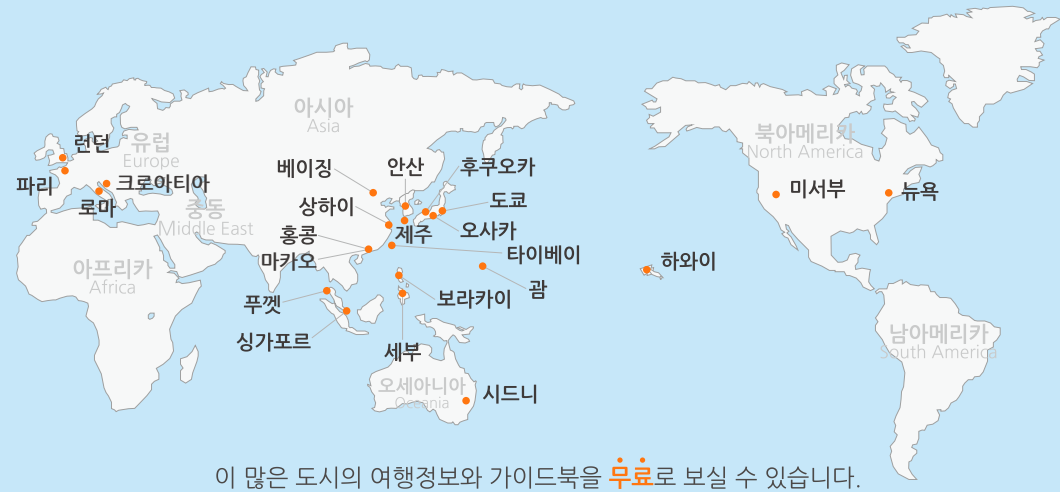 아시아
Asia
북아메리카
North America
런던
유럽
Europe
베이징
안산
후쿠오카
파리
크로아티아
미서부
뉴욕
로마
중동
Middle East
상하이
도쿄
홍콩
제주
오사카
마카오
타이베이
하와이
아프리카
Africa
괌
푸껫
보라카이
싱가포르
세부
남아메리카
South America
오세아니아
Oceania
시드니
이 많은 도시의 여행정보와 가이드북을 무료로 보실 수 있습니다.